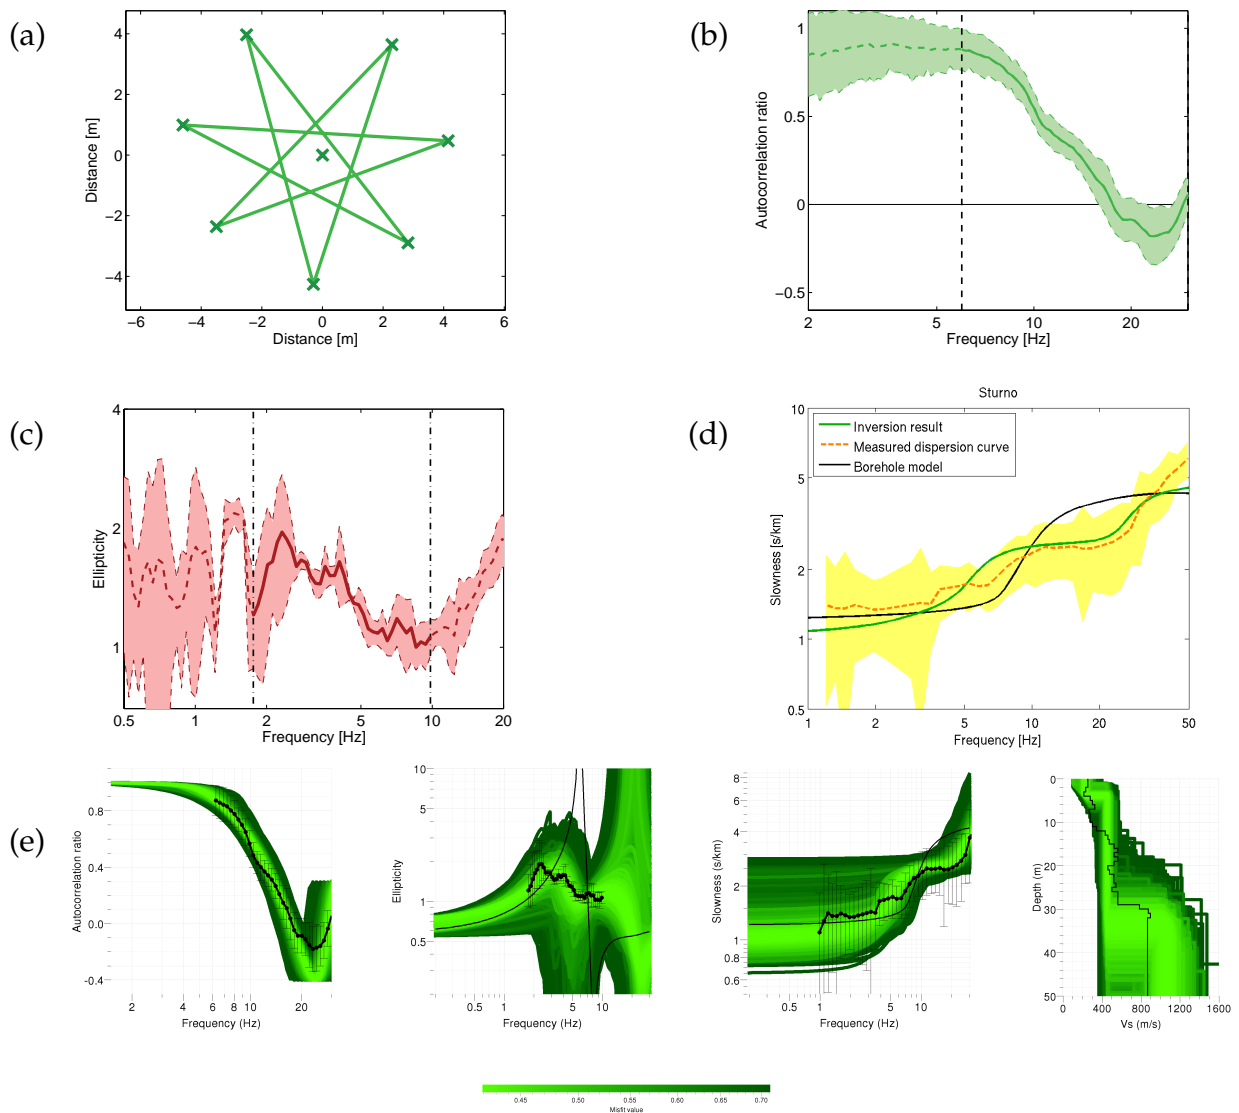 (a)
4
2
0
−2
−4
Distance [m]
−6 −4 −2 0 2 4 6
Distance [m]
(b)
1
0.5
0
−0.5
Autocorrelation ratio
2 5 10 20
Frequency [Hz]
(c)
4
2
1
Ellipticity
0.5 1 2 5 10 20
Frequency [Hz]
(d)
Sturno
Inversion result
Measured dispersion curve
Borehole model
10
5
2
1
0.5
Slowness [s/km]
1 2 5 10 20 50
Frequency [Hz]
(e)
0.8
0.4
0.0
-0.4
Autocorrelation ratio
2 4 6 8 10 20
Frequency (Hz)
10
5
1
0.5
Ellipticity
0.5 1 5 10
Frequency (Hz)
8
6
4
2
1
0.8
0.6
Slowness (s/km)
0.5 1 5 10
Frequency (Hz)
0
10
20
30
40
50
Depth (m)
0 400 800 1200 1600
Vs (m/s)
0.45 0.50 0.55 0.60 0.65 0.70
Misfit value